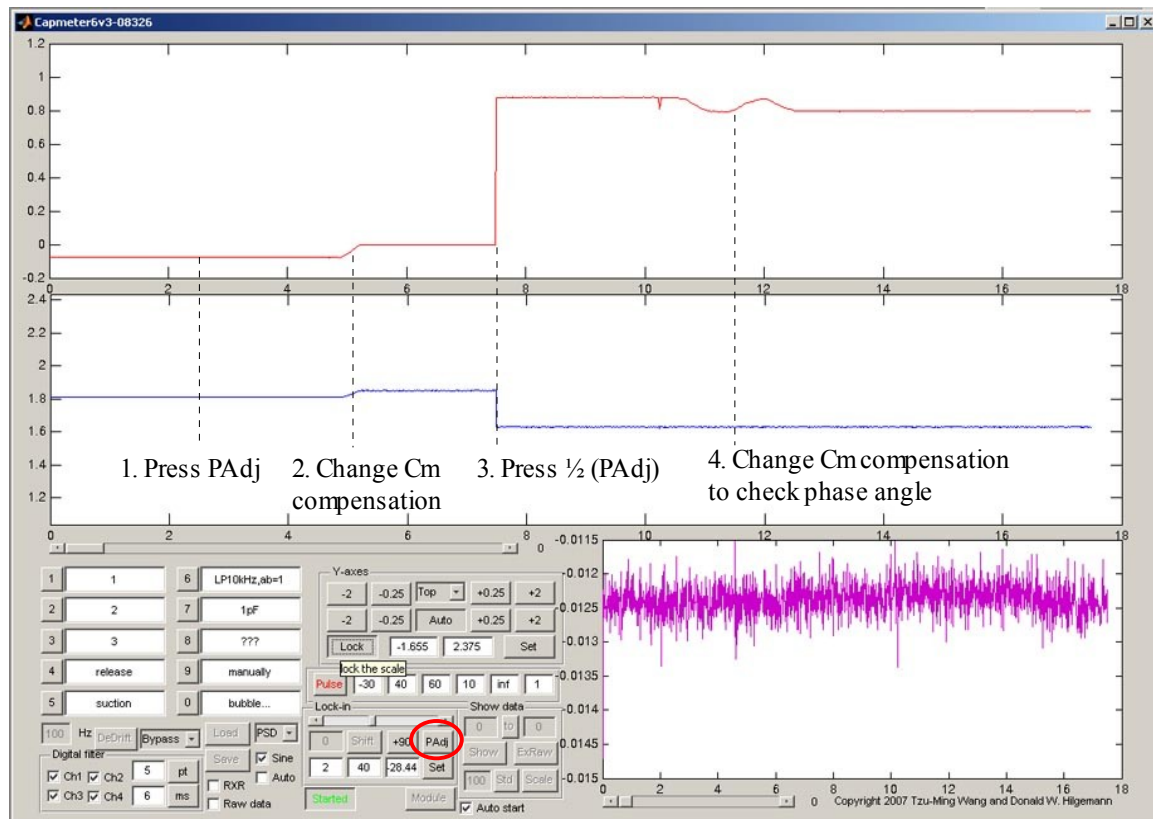 Capmeter6v3-08326
1.2
1
0.8
0.6
0.4
0.2
0
-0.2
0 2 4 6 8 10 12 14 16 18
2.4
2.2
2
1.8
1.6
1.4
1.2
1. Press PAdj
2. Change Cm
compensation
3. Press ½ (PAdj)
4. Change Cm compensation
to check phase angle
0 2 4 6 8 10 12 14 16 18
0
1 1
2 2
3 3
4 release
5 suction
6 LP10kHz,ab=1
7 1pF
8 ???
9 manually
0 bubble...
100 Hz DeDrift Bypass Load PSD
Digital filter
Ch1 Ch2 5 pt
Ch3 Ch4 6 ms
Save Sine
RXR Auto
Raw data
Y-axes
-2 -0.25 Top +0.25 +2
-2 -0.25 Auto +0.25 +2
Lock -1.655 2.375 Set
lock the scale
Pulse -30 40 60 10 inf 1
Lock-in
0 Shift +90 PAdj
2 40 -28.44 Set
Started Module
Show data
0 to 0
Show ExRaw
100 Std Scale
Auto start
-0.0115
-0.012
-0.0125
-0.013
-0.0135
-0.014
-0.0145
-0.015
0 2 4 6 8 10 12 14 16 18
0 Copyright 2007 Tzu-Ming Wang and Donald W. Hilgemann